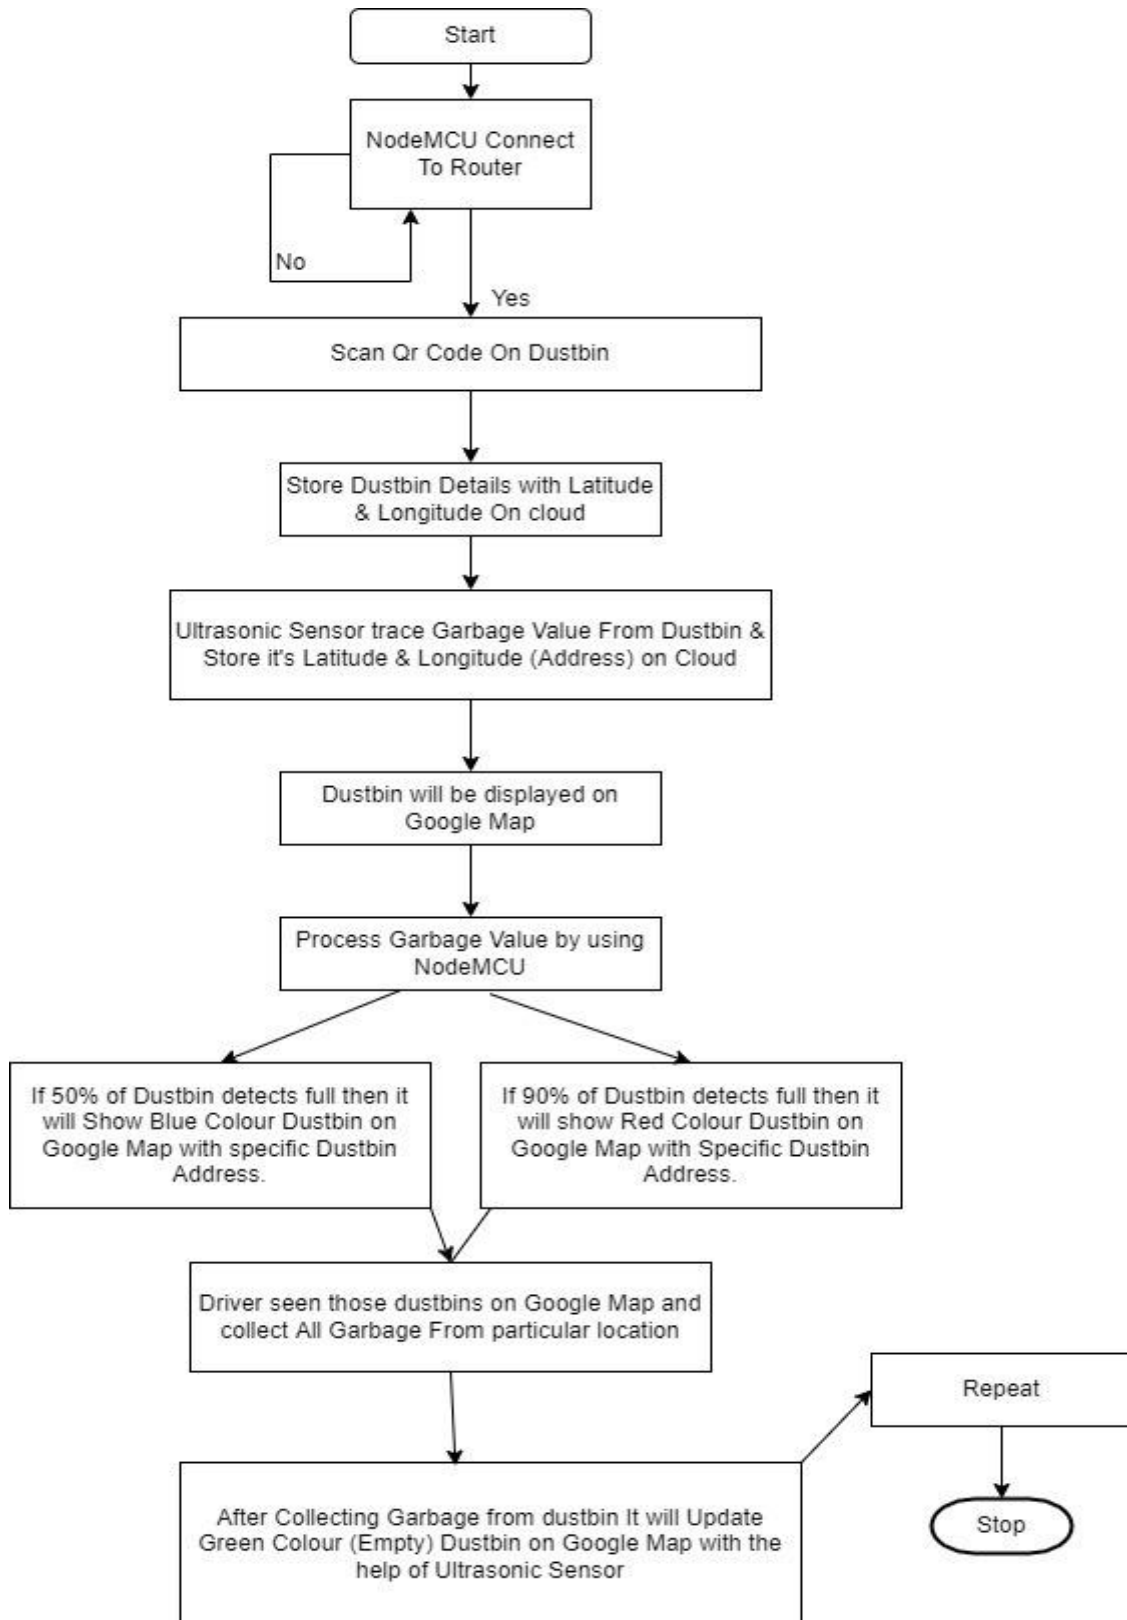 Start
NodeMCU Connect
To Router
No
Yes
Scan Qr Code On Dustbin
Store Dustbin Details with Latitude
& Longitude On cloud
Ultrasonic Sensor trace Garbage Value From Dustbin &
Store it's Latitude & Longitude (Address) on Cloud
Dustbin will be displayed on
Google Map
Process Garbage Value by using
NodeMCU
If 50% of Dustbin detects full then it
will Show Blue Colour Dustbin on
Google Map with specific Dustbin
Address.
If 90% of Dustbin detects full then it
will show Red Colour Dustbin on
Google Map with Specific Dustbin
Address.
Driver seen those dustbins on Google Map and
collect All Garbage From particular location
After Collecting Garbage from dustbin It will Update
Green Colour (Empty) Dustbin on Google Map with the
help of Ultrasonic Sensor
Repeat
Stop